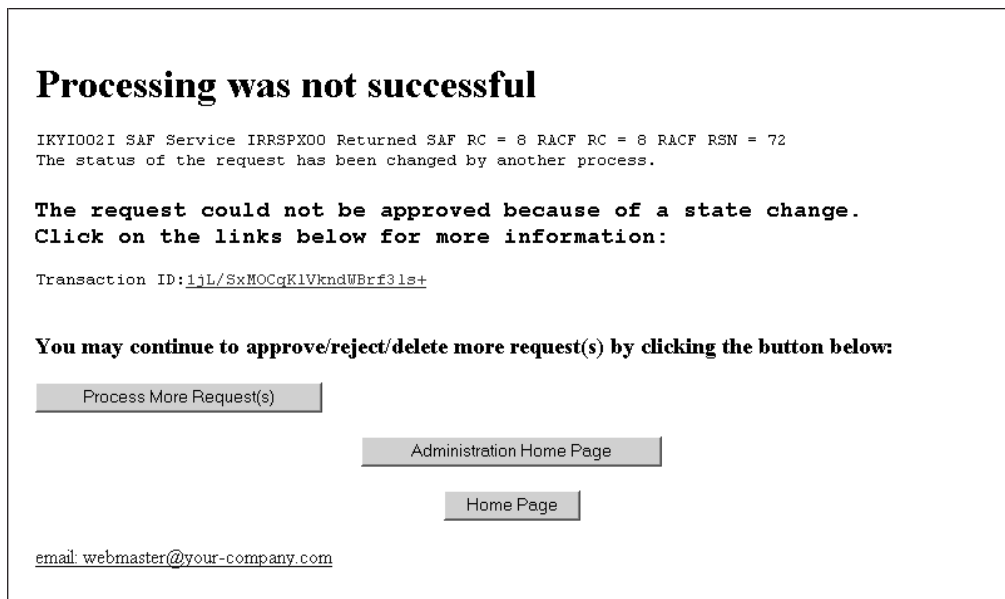 Processing was not successful
IKYI002I SAF Service IRRSPX00 Returned SAF RC = 8 RACF RC = 8 RACF RSN = 72
The status of the request has been changed by another process.
The request could not be approved because of a state change.
Click on the links below for more information:
Transaction ID:1jL/SxMOCqKlVkndWBrf3ls+
You may continue to approve/reject/delete more request(s) by clicking the button below:
Process More Request(s)
Administration Home Page
Home Page
email: webmaster@your-company.com